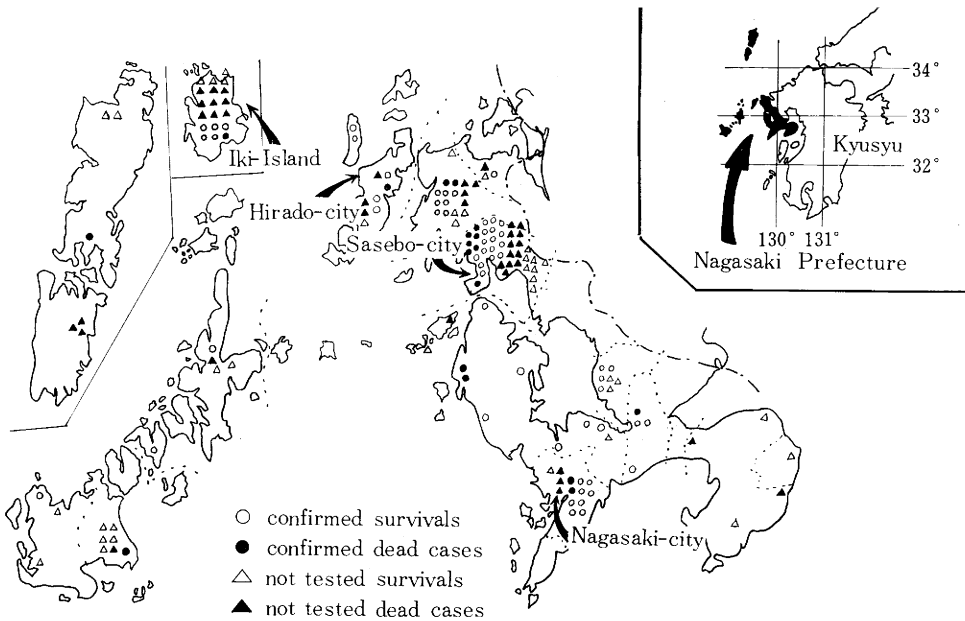 34°
33°
Kyusyu
32°
130° 131°
Nagasaki Prefecture
Iki-Island
Hirado-city
Sasebo-city
Nagasaki-city
○ confirmed survivals
● confirmed dead cases
△ not tested survivals
▲ not tested dead cases